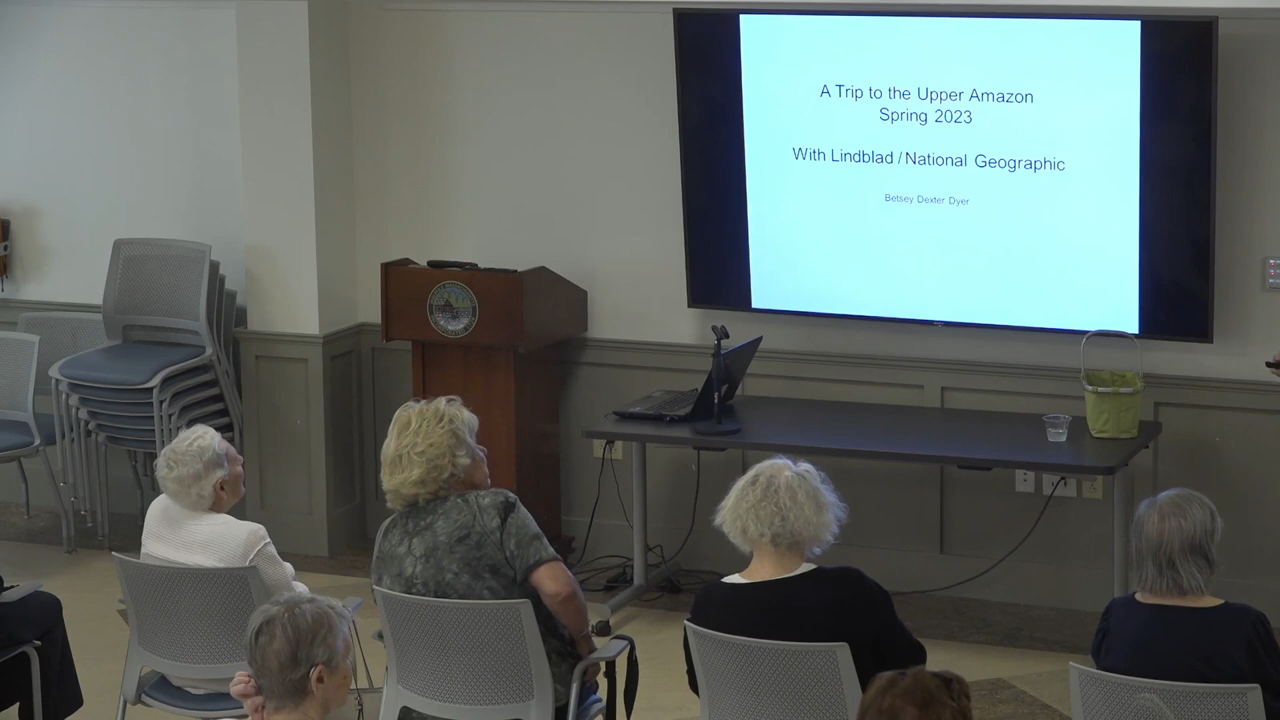 A Trip to the Upper Amazon
Spring 2023
With Lindblad / National Geographic
Betsey Dexter Dyer